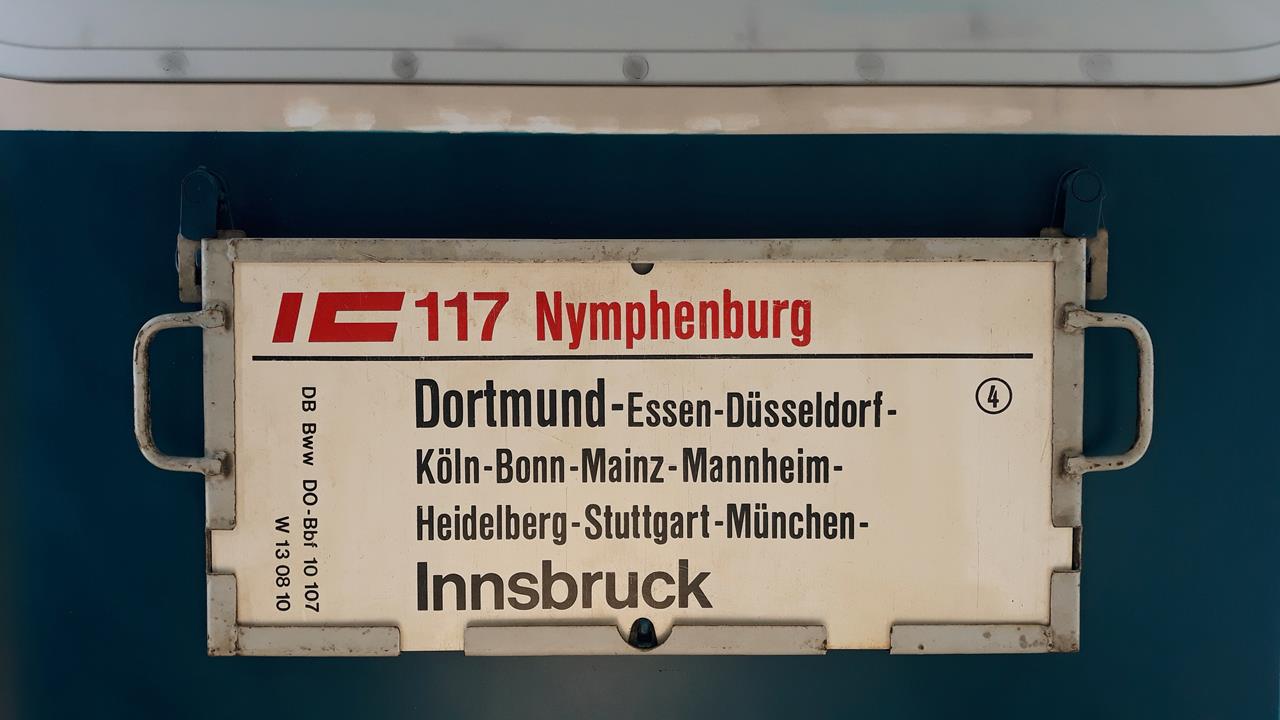 IC 117 Nymphenburg
Dortmund-Essen-Düsseldorf-
Köln-Bonn-Mainz-Mannheim-
Heidelberg-Stuttgart-München-
Innsbruck
4
DB Bww DO-Bbf 10 107
W 13 08 10